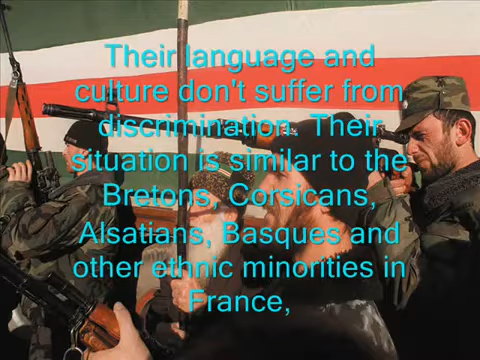 Their language and
culture don't suffer from
discrimination. Their
situation is similar to the
Bretons, Corsicans,
Alsatians, Basques and
other ethnic minorities in
France,